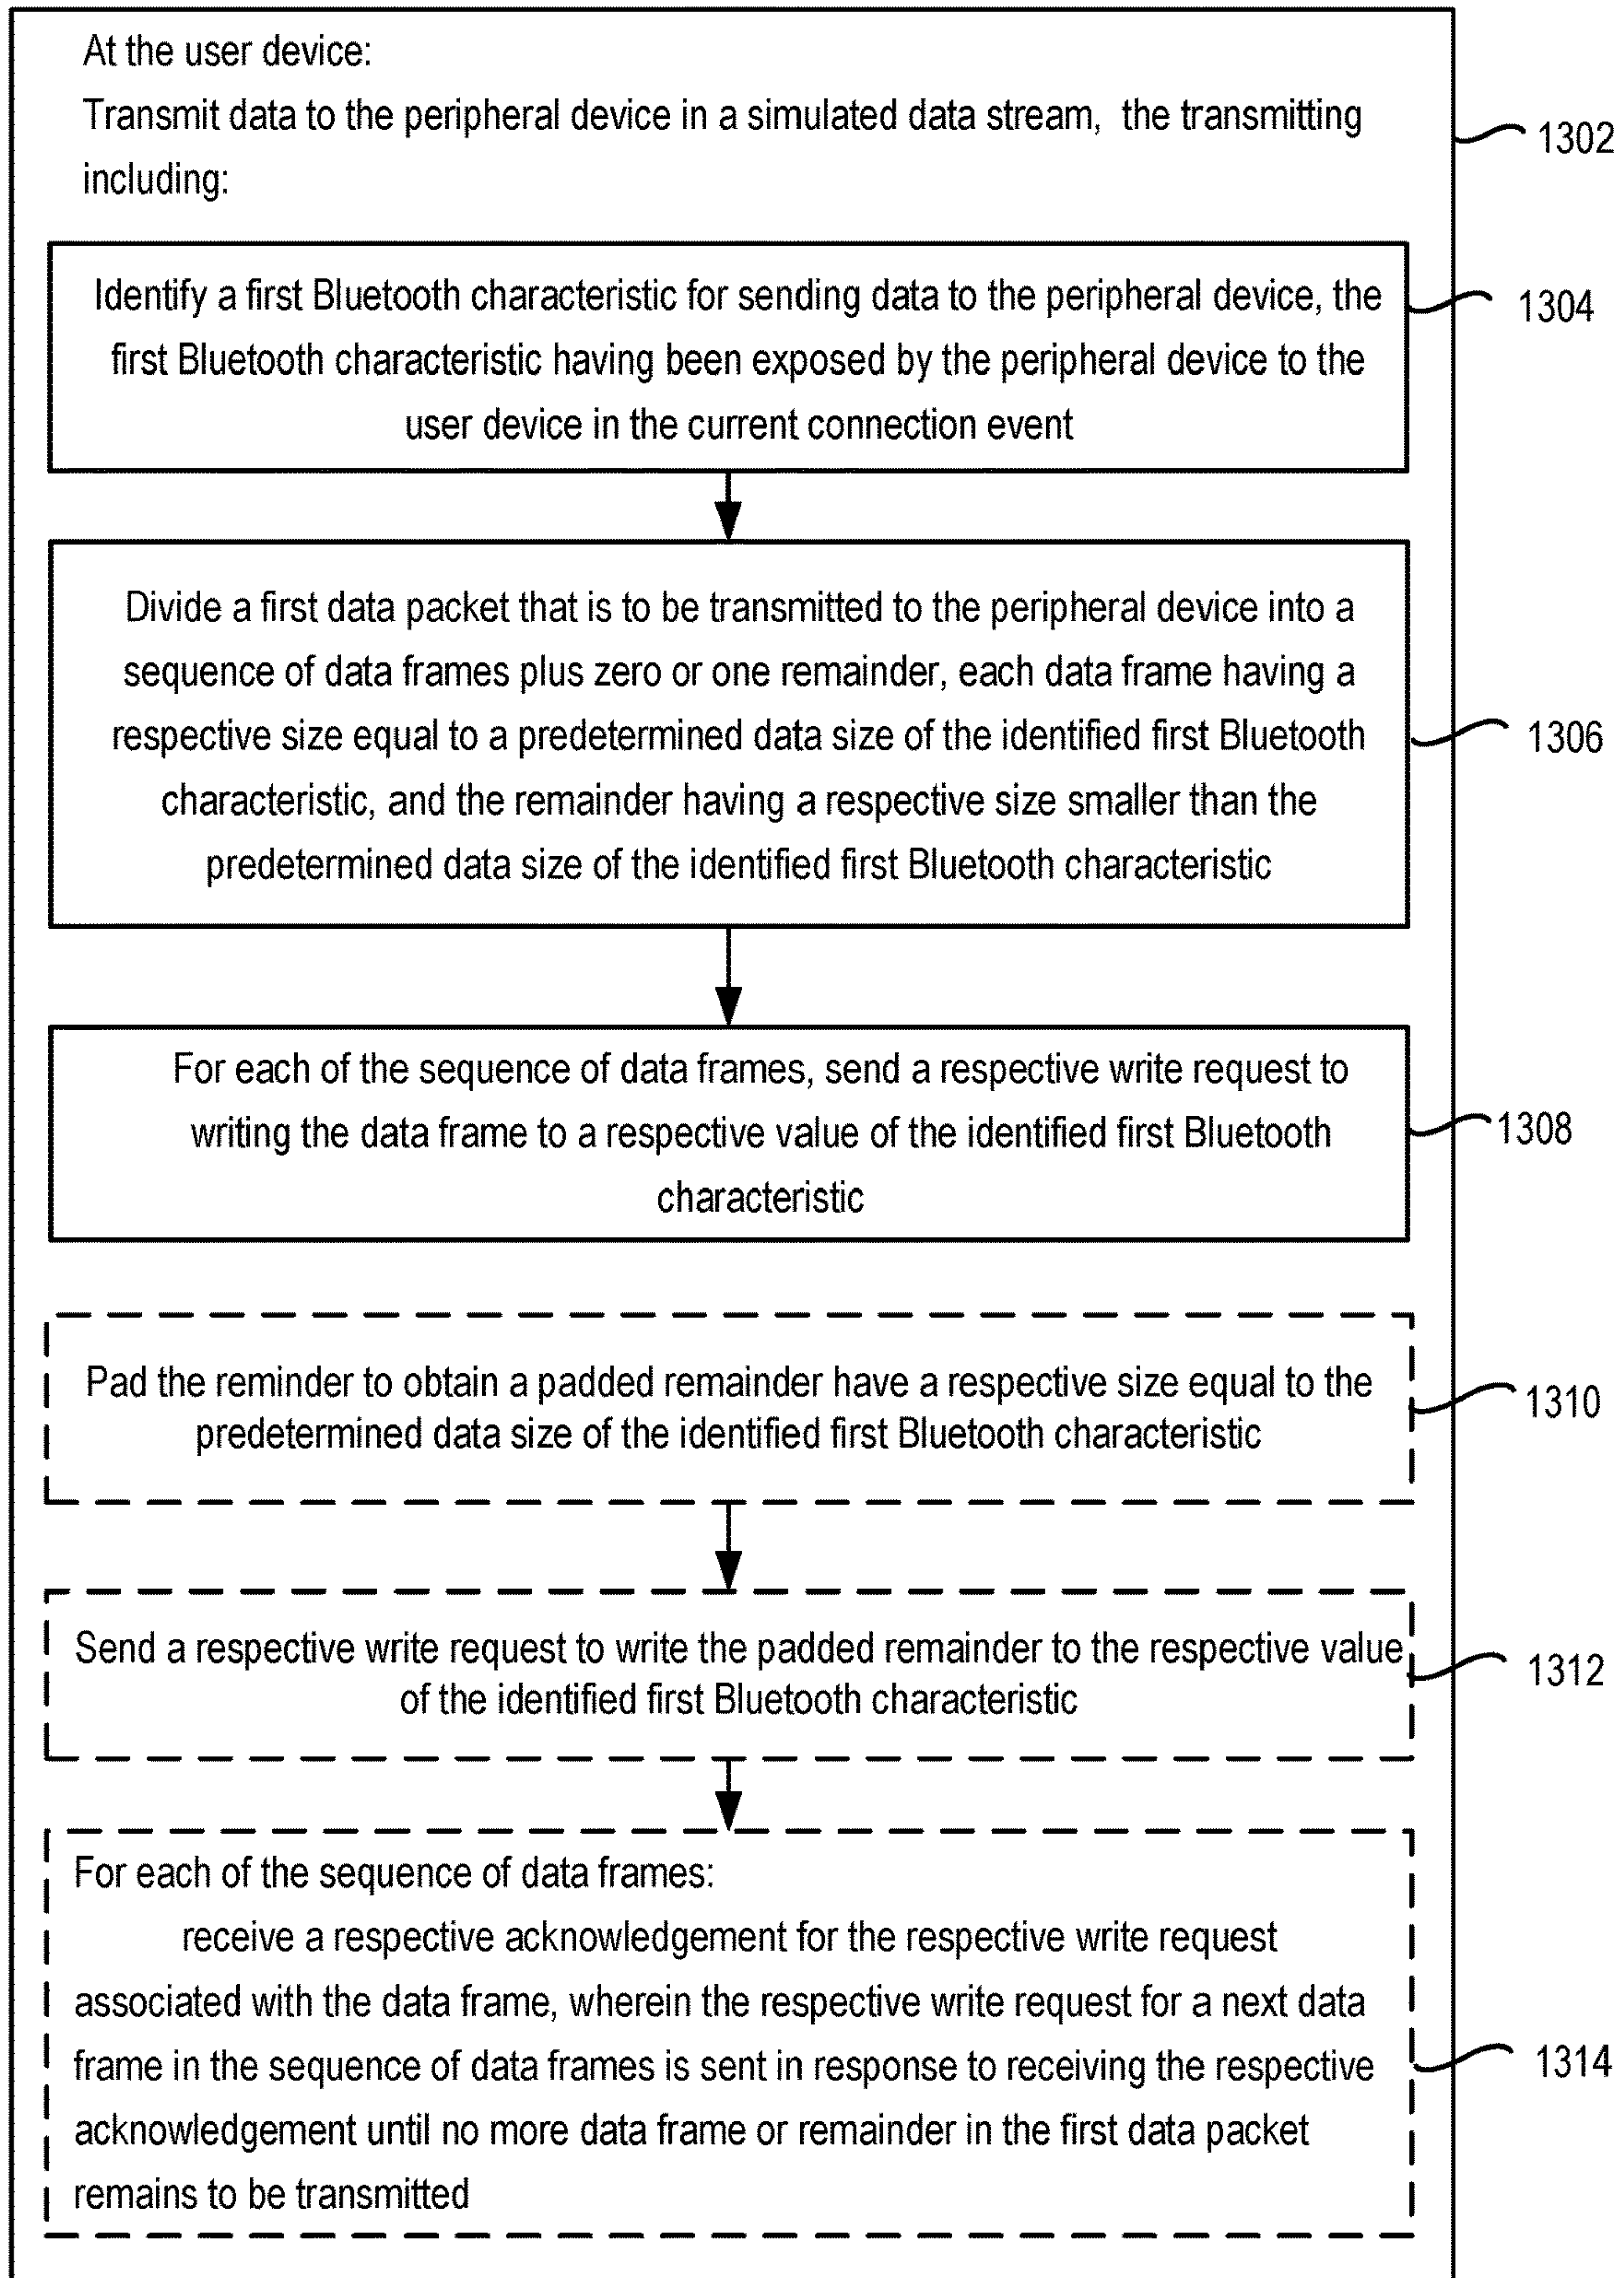 At the user device:
Transmit data to the peripheral device in a simulated data stream, the transmitting
including:
1302
Identify a first Bluetooth characteristic for sending data to the peripheral device, the
first Bluetooth characteristic having been exposed by the peripheral device to the
user device in the current connection event
1304
Divide a first data packet that is to be transmitted to the peripheral device into a
sequence of data frames plus zero or one remainder, each data frame having a
respective size equal to a predetermined data size of the identified first Bluetooth
characteristic, and the remainder having a respective size smaller than the
predetermined data size of the identified first Bluetooth characteristic
1306
For each of the sequence of data frames, send a respective write request to
writing the data frame to a respective value of the identified first Bluetooth
characteristic
1308
Pad the reminder to obtain a padded remainder have a respective size equal to the
predetermined data size of the identified first Bluetooth characteristic
1310
Send a respective write request to write the padded remainder to the respective value
of the identified first Bluetooth characteristic
1312
For each of the sequence of data frames:
receive a respective acknowledgement for the respective write request
associated with the data frame, wherein the respective write request for a next data
frame in the sequence of data frames is sent in response to receiving the respective
acknowledgement until no more data frame or remainder in the first data packet
remains to be transmitted
1314